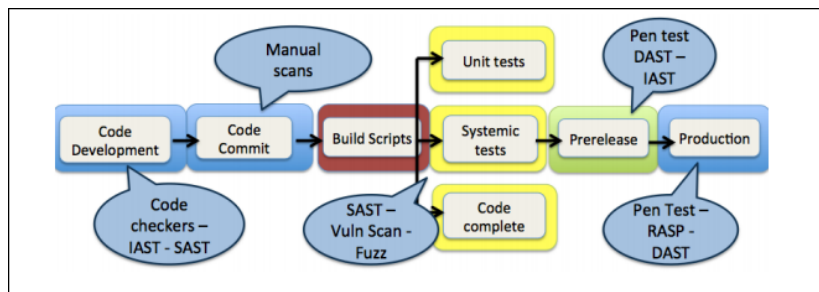 Manual
scans
Pen test
DAST –
IAST
Unit tests
Code
Development
Code
Commit
Build Scripts
Systemic
tests
Prerelease
Production
Code
checkers –
IAST - SAST
SAST –
Vuln Scan -
Fuzz
Code
complete
Pen Test –
RASP -
DAST